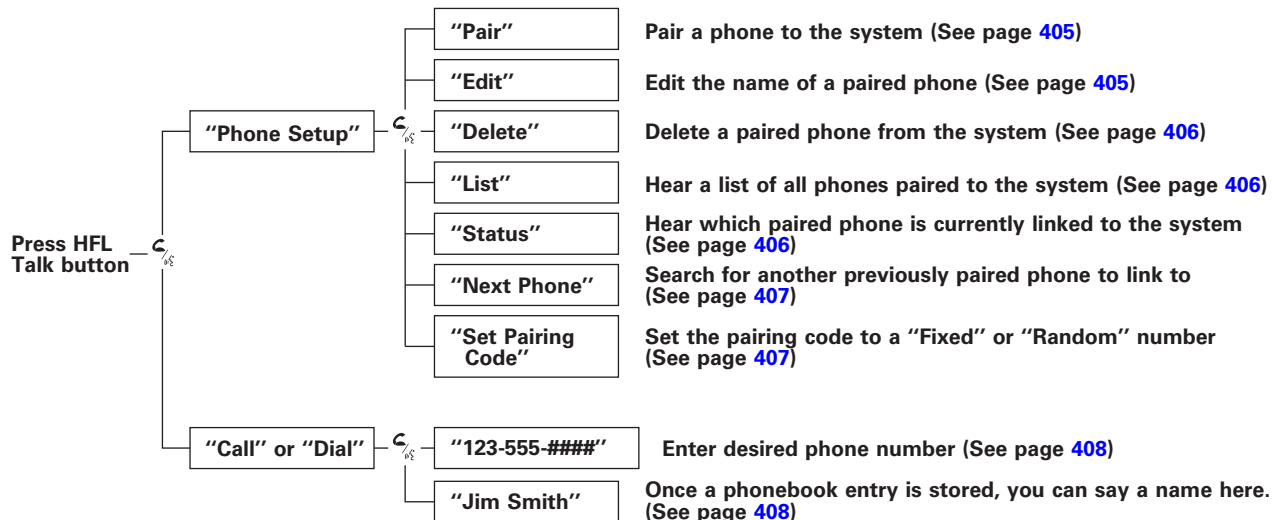 "Pair"
Pair a phone to the system (See page 405)
"Edit"
Edit the name of a paired phone (See page 405)
"Phone Setup"
"Delete"
Delete a paired phone from the system (See page 406)
"List"
Hear a list of all phones paired to the system (See page 406)
"Status"
Hear which paired phone is currently linked to the system
(See page 406)
Press HFL
Talk button
"Next Phone"
Search for another previously paired phone to link to
(See page 407)
"Set Pairing
Code"
Set the pairing code to a "Fixed" or "Random" number
(See page 407)
"Call" or "Dial"
"123-555-####"
Enter desired phone number (See page 408)
"Jim Smith"
Once a phonebook entry is stored, you can say a name here.
(See page 408)